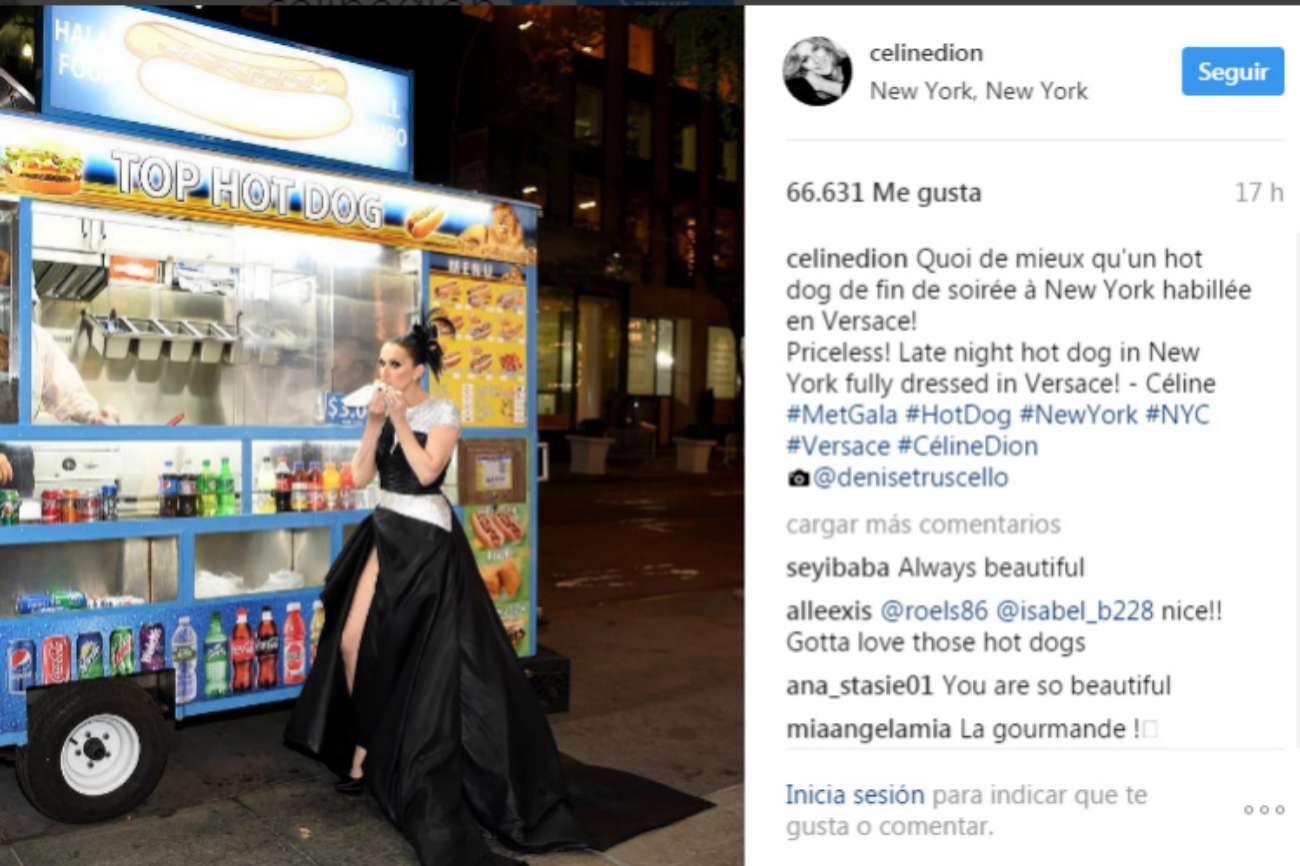 HALAL
FOOD
TOP HOT DOG
MENU
$3.0
celinedion
New York, New York
Seguir
66.631 Me gusta
17 h
celinedion Quoi de mieux qu'un hot
dog de fin de soirée à New York habillée
en Versace!
Priceless! Late night hot dog in New
York fully dressed in Versace! - Céline
#MetGala #HotDog #NewYork #NYC
#Versace #CélineDion
@denisetruscello
cargar más comentarios
seyibaba Always beautiful
alleexis @roels86 @isabel_b228 nice!!
Gotta love those hot dogs
ana_stasie01 You are so beautiful
miaangelamia La gourmande !
Inicia sesión para indicar que te
gusta o comentar.